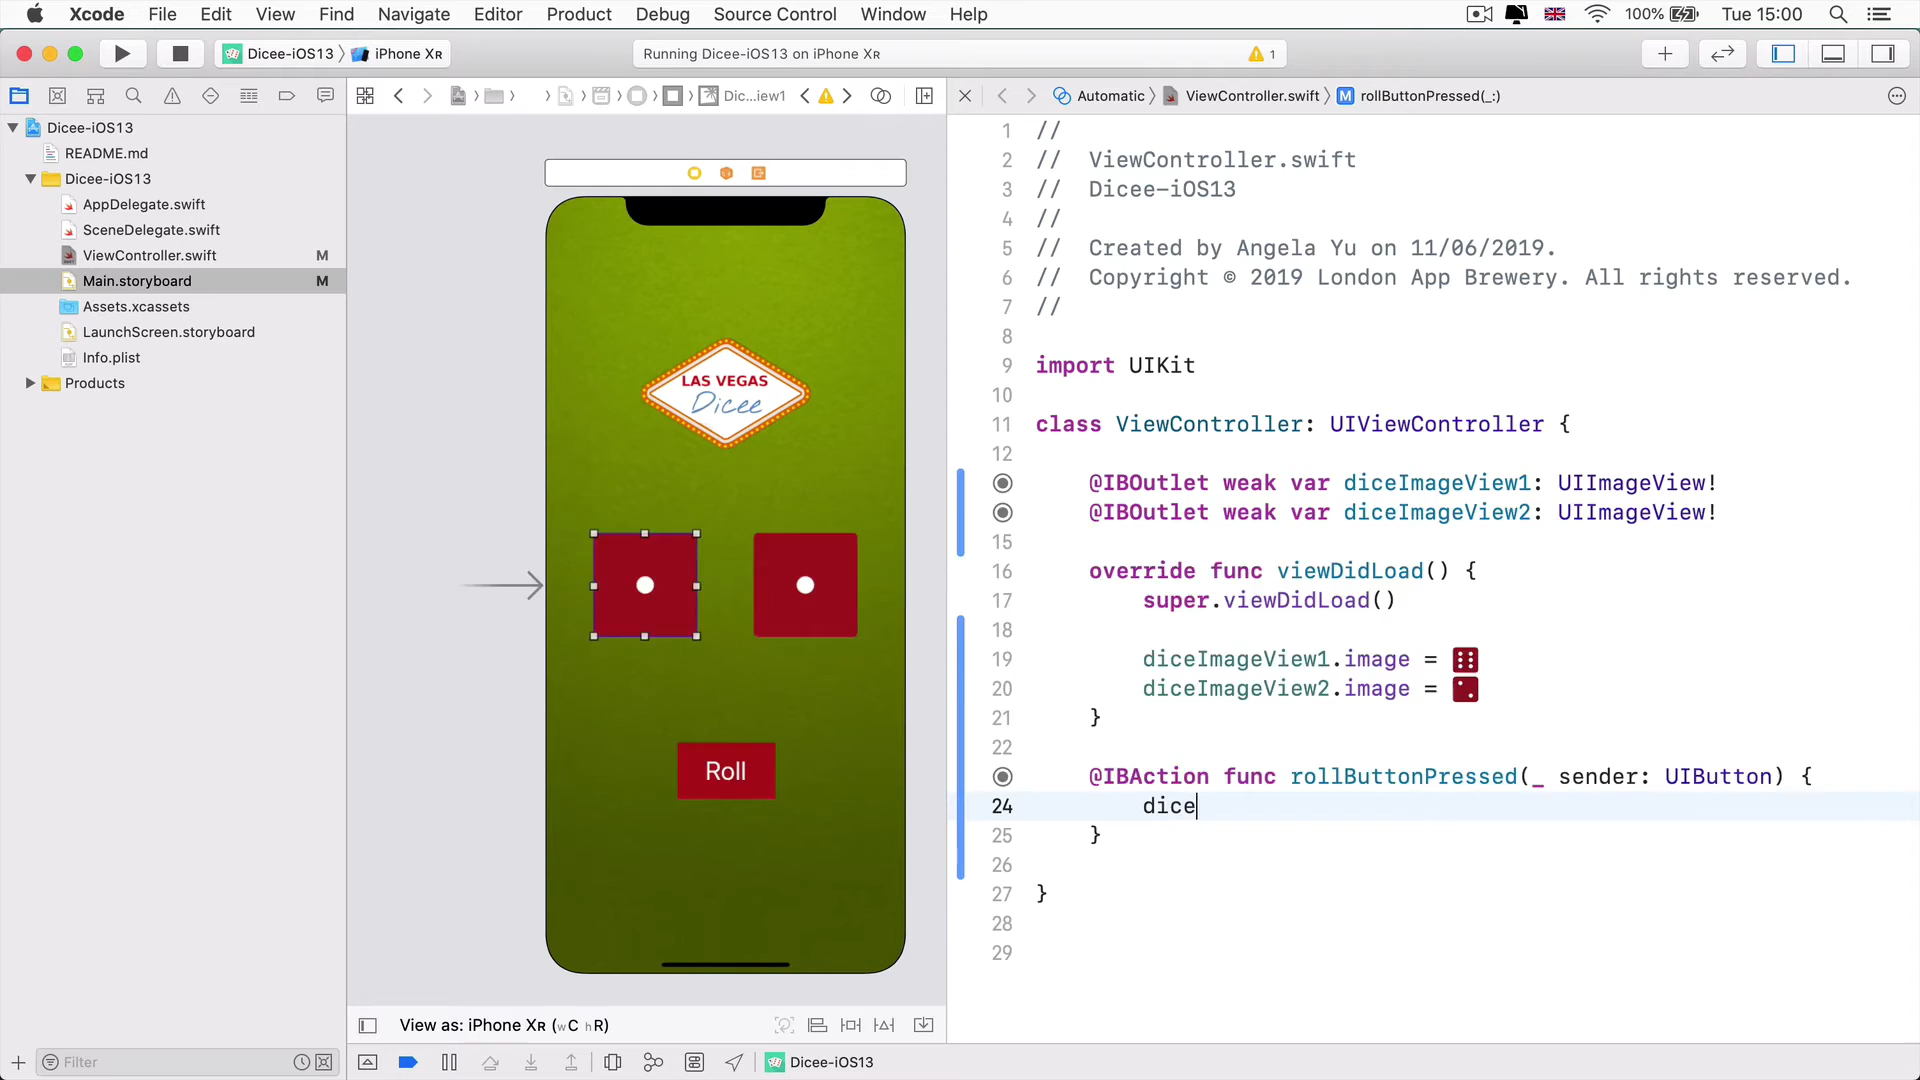 Xcode File Edit View Find Navigate Editor Product Debug Source Control Window Help 100% Tue 15:00
Dicee-iOS13 iPhone XR Running Dicee-iOS13 on iPhone XR 1
Dic...iew1 Automatic ViewController.swift M rollButtonPressed(_:)
Dicee-iOS13
README.md
Dicee-iOS13
AppDelegate.swift
SceneDelegate.swift
ViewController.swift M
Main.storyboard M
Assets.xcassets
LaunchScreen.storyboard
Info.plist
Products
LAS VEGAS
Dicee
Roll
1 //
2 //  ViewController.swift
3 //  Dicee-iOS13
4 //
5 //  Created by Angela Yu on 11/06/2019.
6 //  Copyright © 2019 London App Brewery. All rights reserved.
7 //
8
9 import UIKit
10
11 class ViewController: UIViewController {
12
@IBOutlet weak var diceImageView1: UIImageView!
@IBOutlet weak var diceImageView2: UIImageView!
15
16 override func viewDidLoad() {
17 super.viewDidLoad()
18
19 diceImageView1.image =
20 diceImageView2.image =
21 }
22
@IBAction func rollButtonPressed(_ sender: UIButton) {
24 dice
25 }
26
27 }
28
29
View as: iPhone XR (wC hR)
Filter Dicee-iOS13